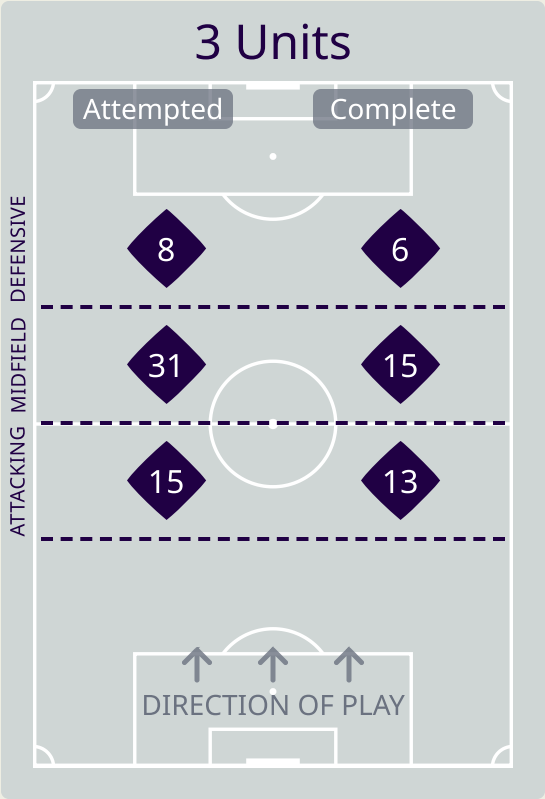 3 Units
Attempted
Complete
DEFENSIVE
8
6
MIDFIELD
31
15
ATTACKING
15
13
DIRECTION OF PLAY